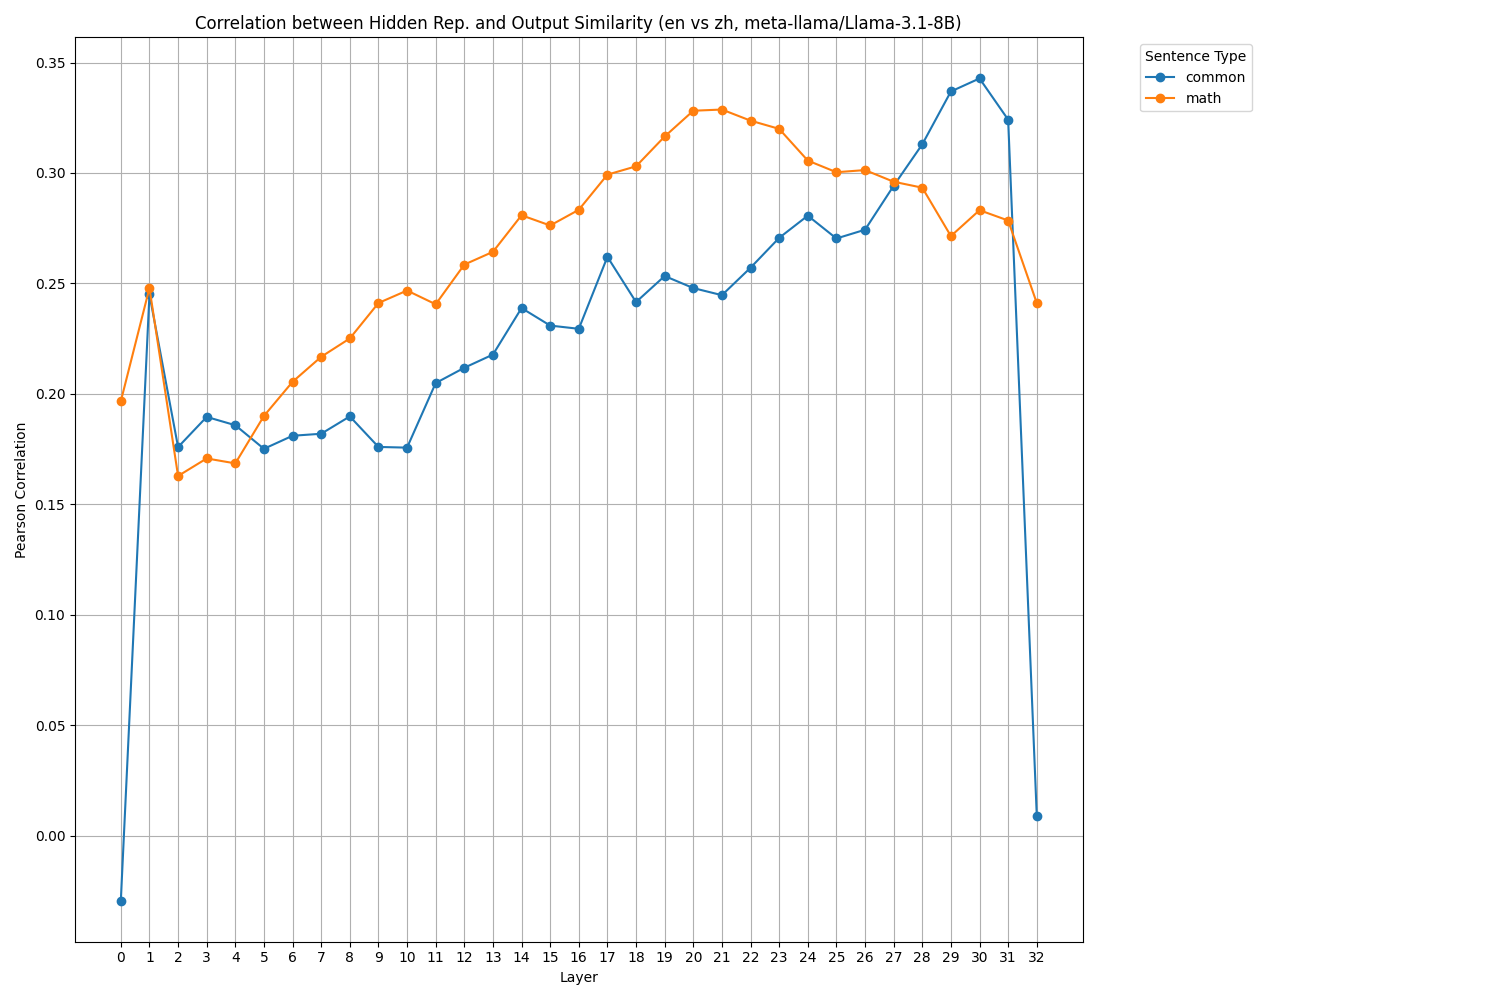 Correlation between Hidden Rep. and Output Similarity (en vs zh, meta-llama/Llama-3.1-8B)
Sentence Type
common
math
Pearson Correlation
0.35
0.30
0.25
0.20
0.15
0.10
0.05
0.00
0 1 2 3 4 5 6 7 8 9 10 11 12 13 14 15 16 17 18 19 20 21 22 23 24 25 26 27 28 29 30 31 32
Layer